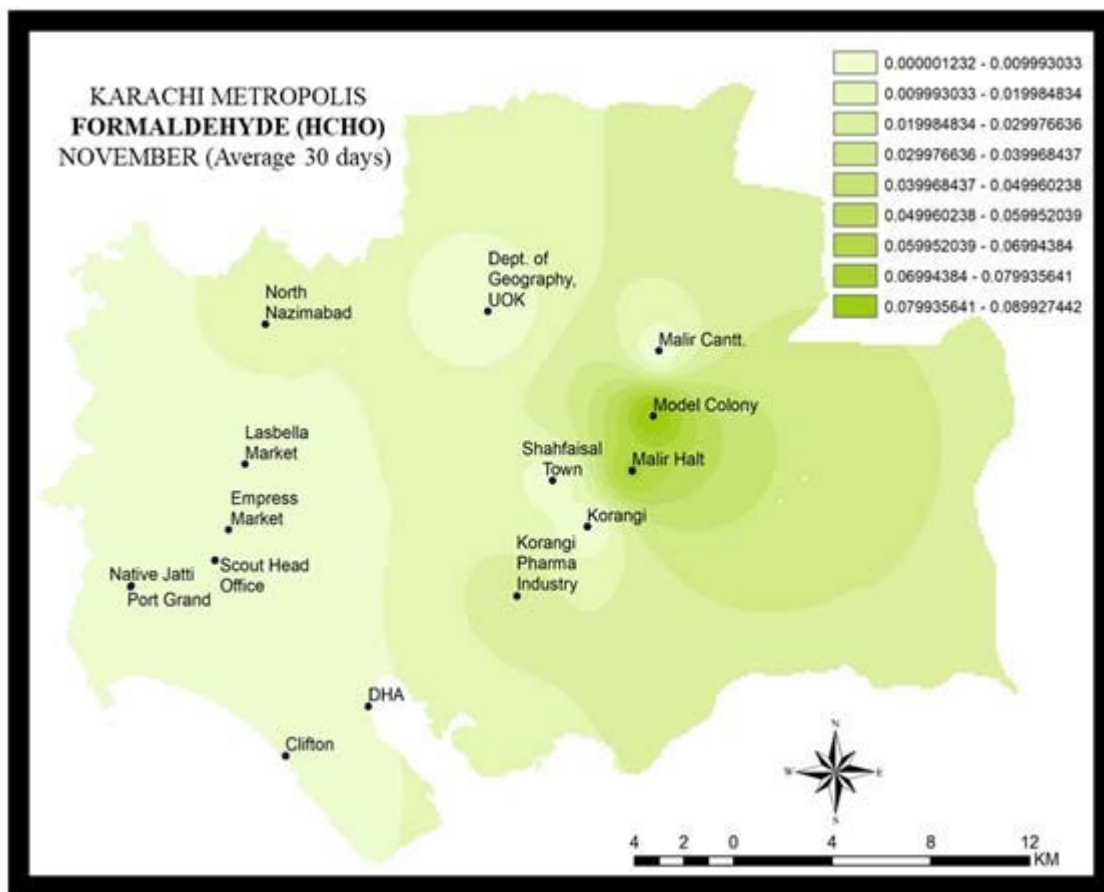 KARACHI METROPOLIS
FORMALDEHYDE (HCHO)
NOVEMBER (Average 30 days)
0.000001232 - 0.009993033
0.009993033 - 0.019984834
0.019984834 - 0.029976636
0.029976636 - 0.039968437
0.039968437 - 0.049960238
0.049960238 - 0.059952039
0.059952039 - 0.06994384
0.06994384 - 0.079935641
0.079935641 - 0.089927442
Dept. of
Geography,
UOK
North
Nazimabad
Malir Cantt.
Model Colony
Lasbella
Market
Shahfaisal
Town
Malir Halt
Empress
Market
Korangi
Scout Head
Office
Korangi
Pharma
Industry
Native Jatti
Port Grand
DHA
Clifton
N
W E
S
4 2 0 4 8 12
KM